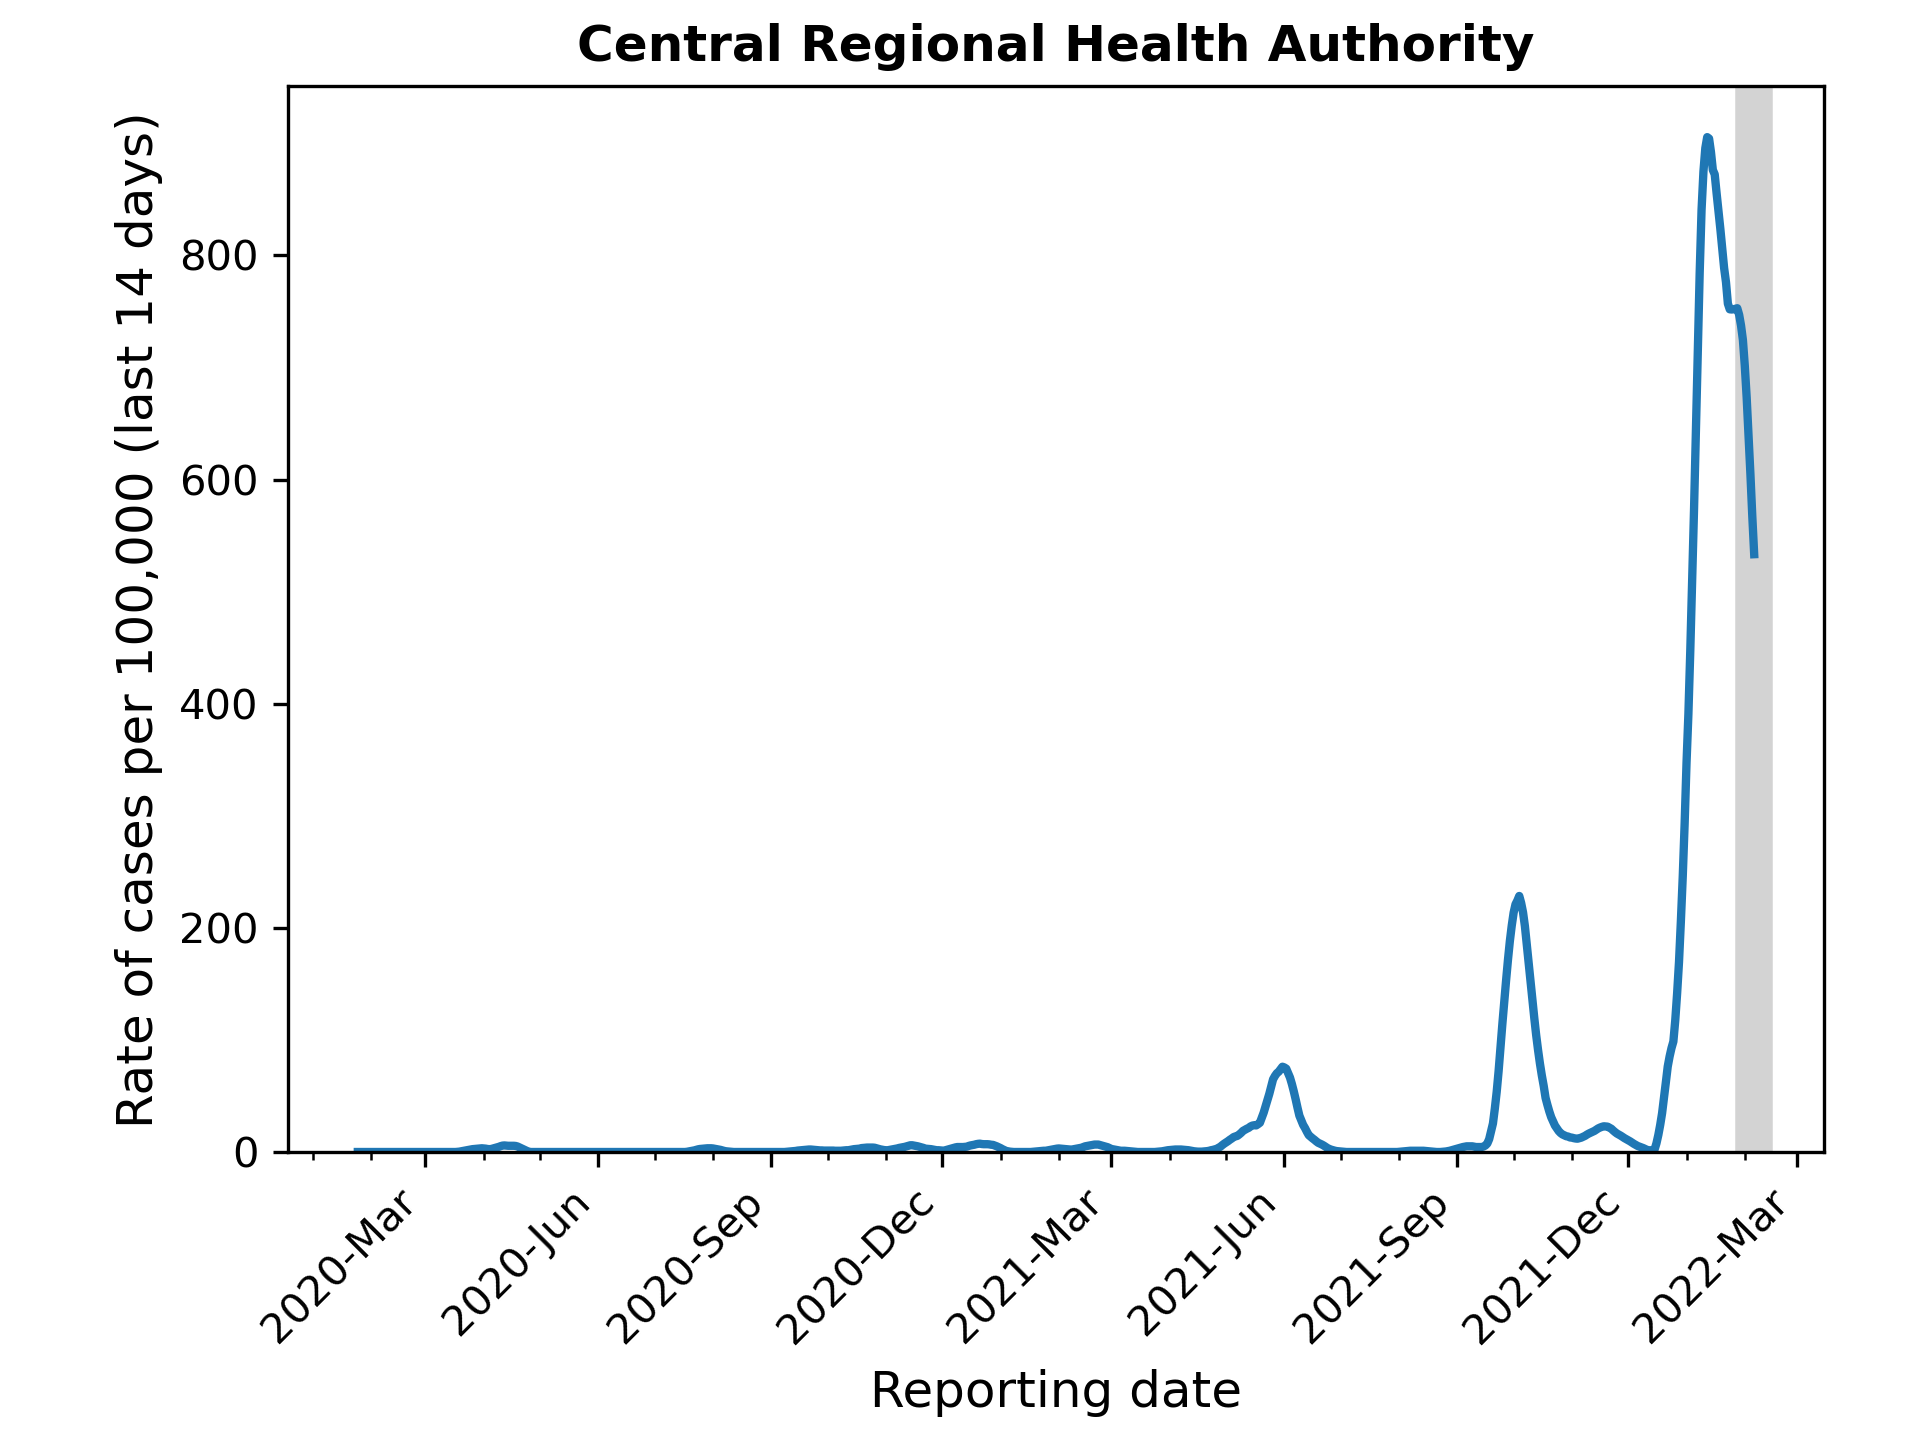 Central Regional Health Authority
Rate of cases per 100,000 (last 14 days)
800
600
400
200
0
2020-Mar
2020-Jun
2020-Sep
2020-Dec
2021-Mar
2021-Jun
2021-Sep
2021-Dec
2022-Mar
Reporting date